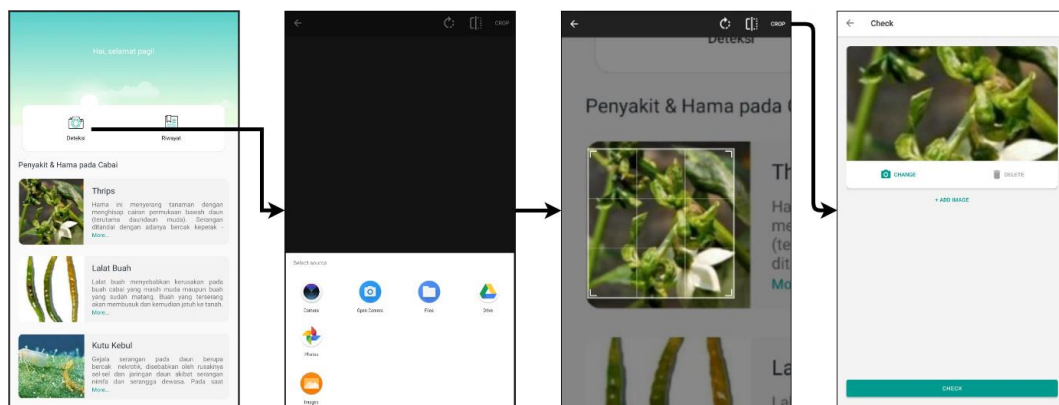 Hai, selamat pagi!
Deteksi
Riwayat
Penyakit & Hama pada Cabai
Thrips
Hama ini menyerang tanaman dengan
menghisap cairan permukaan bawah daun
(terutama daundaun muda). Serangan
ditandai dengan adanya bercak keperak -
More...
Lalat Buah
Lalat buah menyebabkan kerusakan pada
buah cabai yang masih muda maupun buah
yang sudah matang. Buah yang terserang
akan membusuk dan kemudian jatuh ke tanah.
More...
Kutu Kebul
Gejala serangan pada daun berupa
bercak nekrotik, disebabkan oleh rusaknya
sel-sel dan jaringan daun akibat serangan
nimfa dan serangga dewasa. Pada saat
More...
CROP
Select source
Camera
Open Camera
Files
Drive
Photos
Images
CROP
Deteksi
Penyakit & Hama pada C
Th
Ha
me
(te
dit
Mo
La
Lal
Check
CHANGE
DELETE
+ ADD IMAGE
CHECK